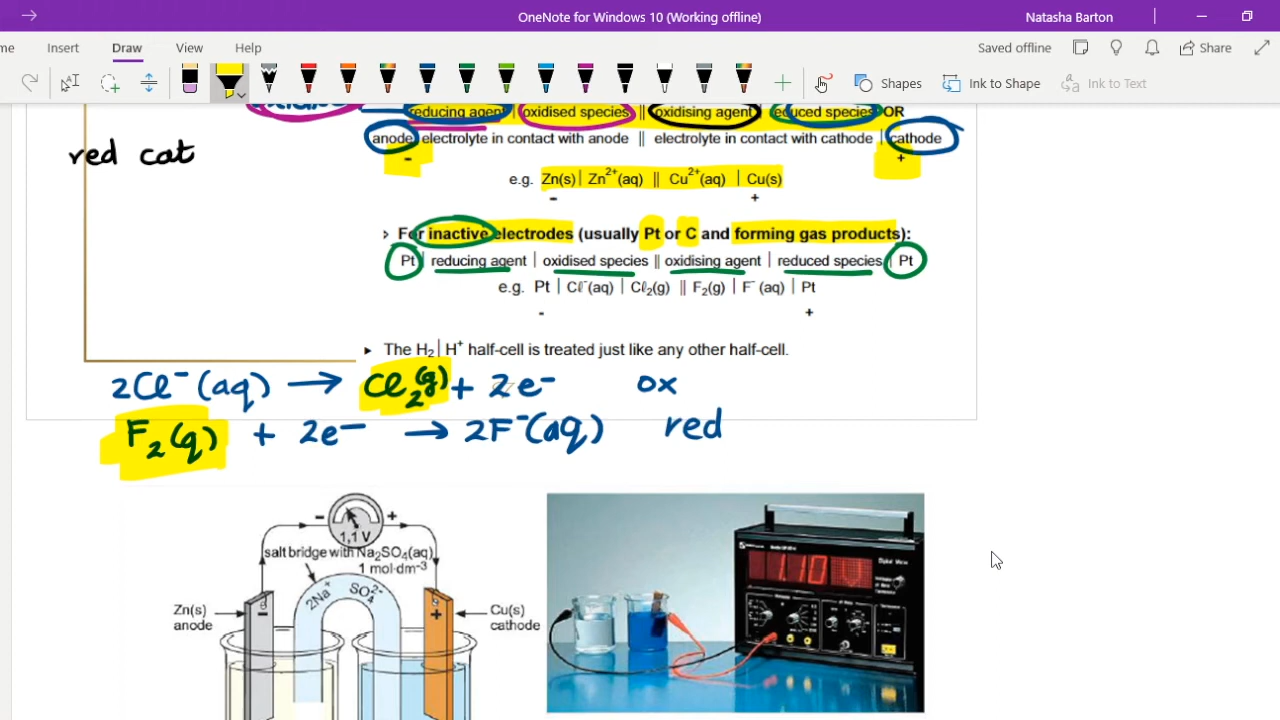 OneNote for Windows 10 (Working offline)
Natasha Barton
me Insert Draw View Help
Saved offline Share
Shapes Ink to Shape Ink to Text
reducing agent | oxidised species || oxidising agent | reduced species OR
anode | electrolyte in contact with anode || electrolyte in contact with cathode | cathode
red cat
- +
e.g. Zn(s) | Zn²⁺(aq) || Cu²⁺(aq) | Cu(s)
- +
For inactive electrodes (usually Pt or C and forming gas products):
Pt | reducing agent | oxidised species || oxidising agent | reduced species | Pt
e.g. Pt | Cℓ⁻(aq) | Cℓ₂(g) || F₂(g) | F⁻(aq) | Pt
- +
► The H₂ | H⁺ half-cell is treated just like any other half-cell.
2Cl⁻(aq) → Cl₂(g) + 2e⁻ ox
F₂(g) + 2e⁻ → 2F⁻(aq) red
- +
1,1 V
salt bridge with Na₂SO₄(aq)
1 mol·dm⁻³
2Na⁺ SO₄²⁻
Zn(s)
anode
-
+
Cu(s)
cathode
1.10